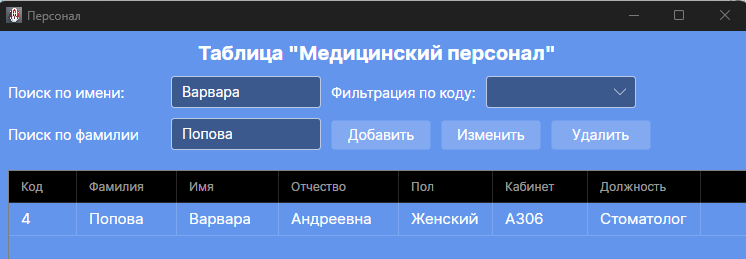 Персонал
Таблица "Медицинский персонал"
Поиск по имени: Варвара Фильтрация по коду:
Поиск по фамилии Попова Добавить Изменить Удалить
Код Фамилия Имя Отчество Пол Кабинет Должность
4 Попова Варвара Андреевна Женский А306 Стоматолог